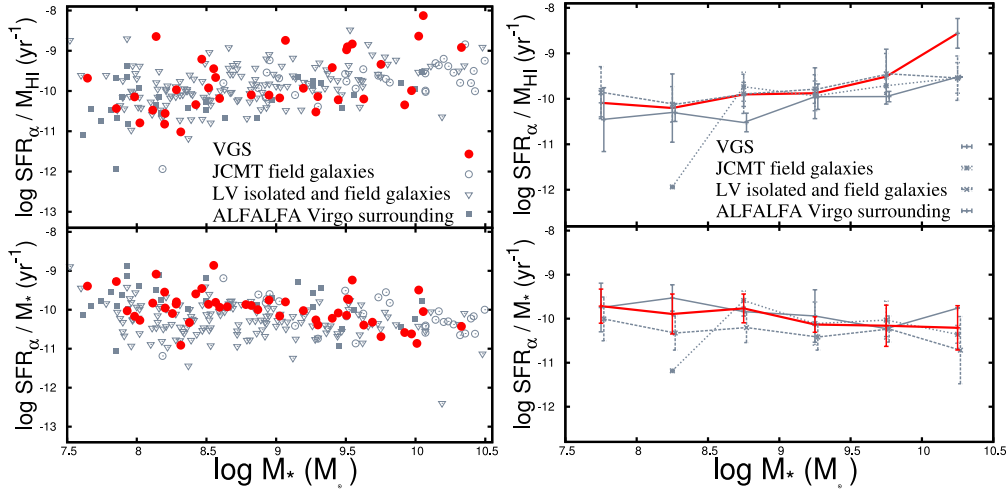 -8
-9
-10
-11
-12
-13
log SFRα / MHI (yr⁻¹)
VGS
JCMT field galaxies
LV isolated and field galaxies
ALFALFA Virgo surrounding
-8
-9
-10
-11
-12
log SFRα / MHI (yr⁻¹)
VGS
JCMT field galaxies
LV isolated and field galaxies
ALFALFA Virgo surrounding
-9
-10
-11
-12
-13
log SFRα / M* (yr⁻¹)
7.5 8 8.5 9 9.5 10 10.5
log M* (M☉)
-9
-10
-11
-12
log SFRα / M* (yr⁻¹)
7.5 8 8.5 9 9.5 10 10.5
log M* (M☉)